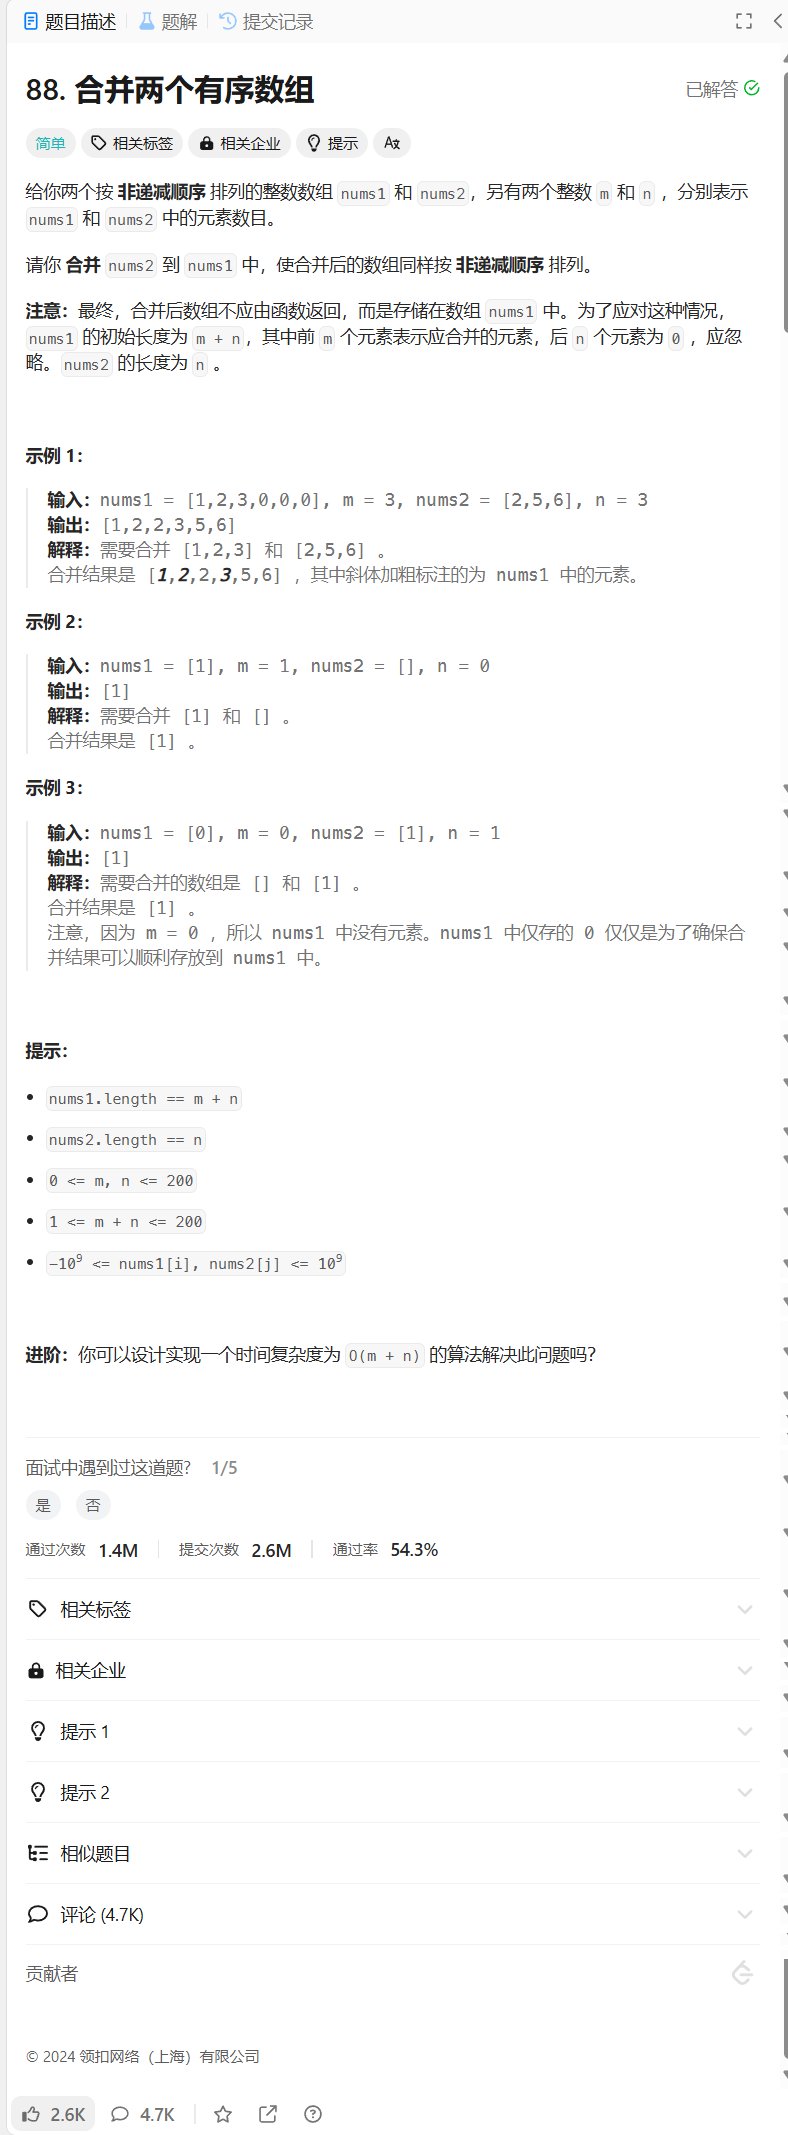 题目描述 题解 提交记录
88. 合并两个有序数组
已解答
简单 相关标签 相关企业 提示 Aあ
给你两个按 非递减顺序 排列的整数数组 nums1 和 nums2，另有两个整数 m 和 n ，分别表示
nums1 和 nums2 中的元素数目。
请你 合并 nums2 到 nums1 中，使合并后的数组同样按 非递减顺序 排列。
注意：最终，合并后数组不应由函数返回，而是存储在数组 nums1 中。为了应对这种情况，
nums1 的初始长度为 m + n，其中前 m 个元素表示应合并的元素，后 n 个元素为 0 ，应忽
略。nums2 的长度为 n 。
示例 1：
输入：nums1 = [1,2,3,0,0,0], m = 3, nums2 = [2,5,6], n = 3
输出：[1,2,2,3,5,6]
解释：需要合并 [1,2,3] 和 [2,5,6] 。
合并结果是 [1,2,2,3,5,6] ，其中斜体加粗标注的为 nums1 中的元素。
示例 2：
输入：nums1 = [1], m = 1, nums2 = [], n = 0
输出：[1]
解释：需要合并 [1] 和 [] 。
合并结果是 [1] 。
示例 3：
输入：nums1 = [0], m = 0, nums2 = [1], n = 1
输出：[1]
解释：需要合并的数组是 [] 和 [1] 。
合并结果是 [1] 。
注意，因为 m = 0 ，所以 nums1 中没有元素。nums1 中仅存的 0 仅仅是为了确保合
并结果可以顺利存放到 nums1 中。
提示：
• nums1.length == m + n
• nums2.length == n
• 0 <= m, n <= 200
• 1 <= m + n <= 200
• -10⁹ <= nums1[i], nums2[j] <= 10⁹
进阶：你可以设计实现一个时间复杂度为 O(m + n) 的算法解决此问题吗？
面试中遇到过这道题? 1/5
是 否
通过次数 1.4M 提交次数 2.6M 通过率 54.3%
相关标签
相关企业
提示 1
提示 2
相似题目
评论 (4.7K)
贡献者
© 2024 领扣网络（上海）有限公司
2.6K 4.7K